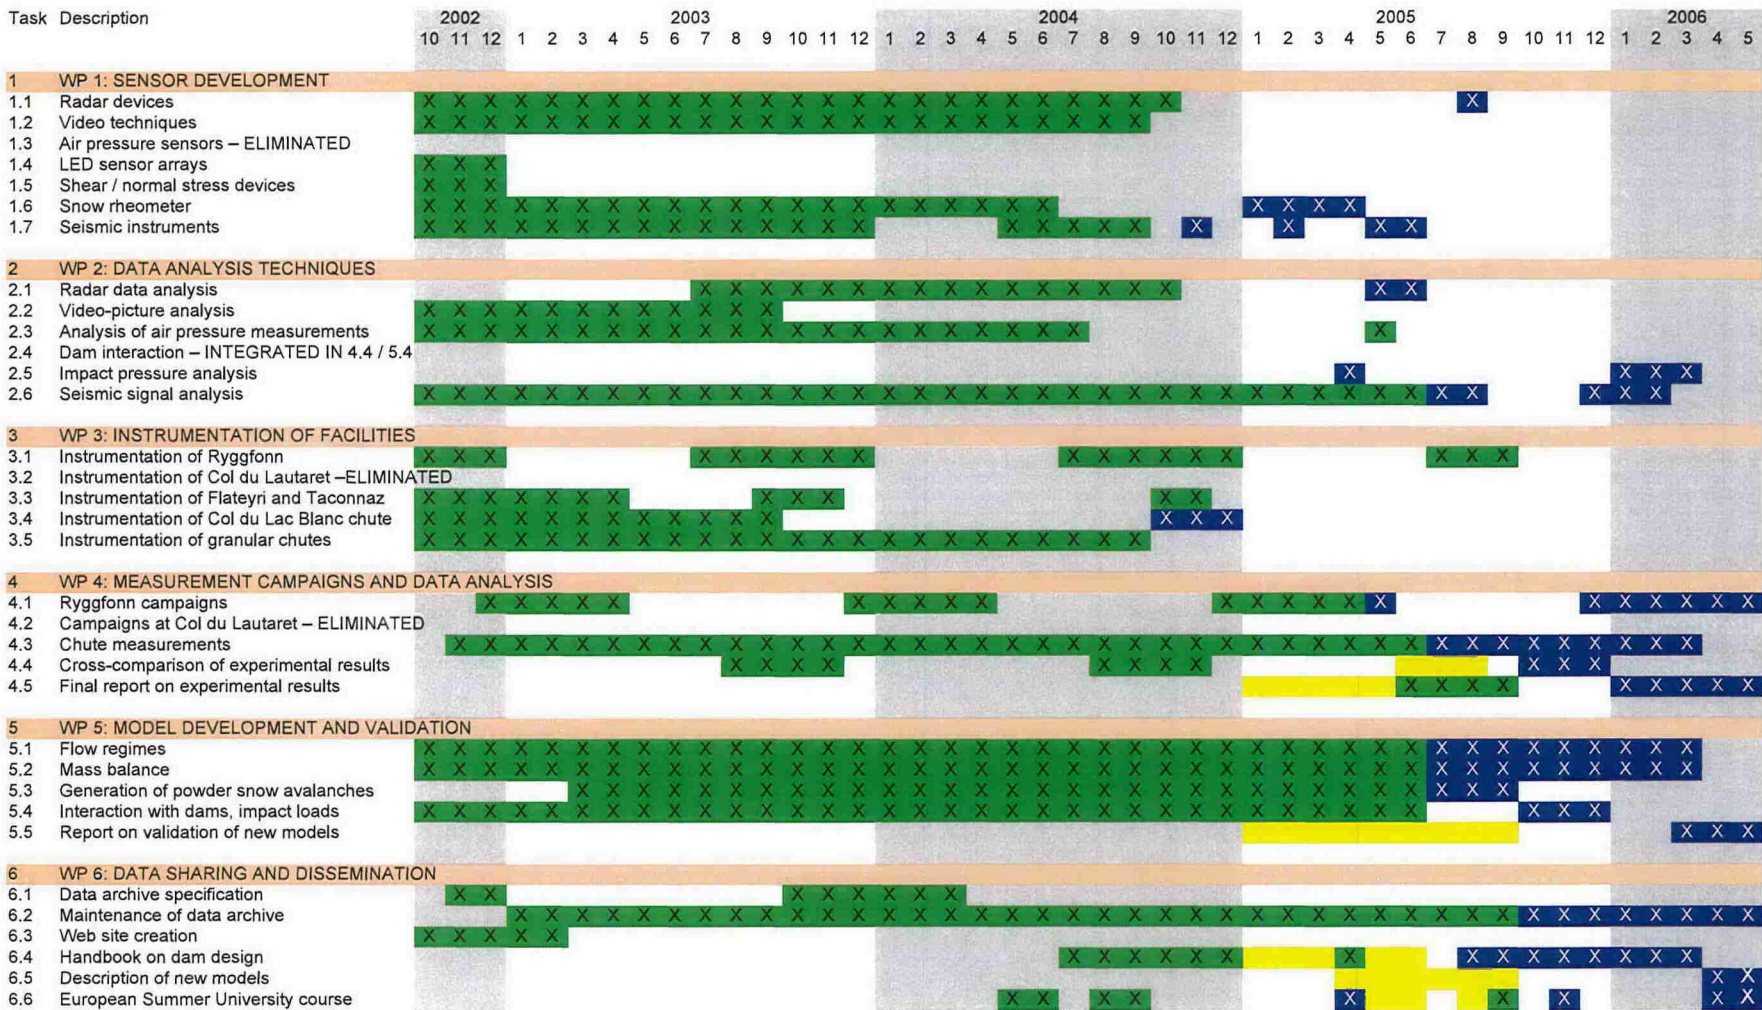 Task Description 2002 2003 2004 2005 2006
10 11 12 1 2 3 4 5 6 7 8 9 10 11 12 1 2 3 4 5 6 7 8 9 10 11 12 1 2 3 4 5 6 7 8 9 10 11 12 1 2 3 4 5
1 WP 1: SENSOR DEVELOPMENT
1.1 Radar devices X X X X X X X X X X X X X X X X X X X X X X X X X X
1.2 Video techniques X X X X X X X X X X X X X X X X X X X X X X X X
1.3 Air pressure sensors – ELIMINATED
1.4 LED sensor arrays X X X
1.5 Shear / normal stress devices X X X
1.6 Snow rheometer X X X X X X X X X X X X X X X X X X X X X X X X X
1.7 Seismic instruments X X X X X X X X X X X X X X X X X X X X X X X X
2 WP 2: DATA ANALYSIS TECHNIQUES
2.1 Radar data analysis X X X X X X X X X X X X X X X X X X
2.2 Video-picture analysis X X X X X X X X X X X X
2.3 Analysis of air pressure measurements X X X X X X X X X X X X X X X X X X X X X X X
2.4 Dam interaction – INTEGRATED IN 4.4 / 5.4
2.5 Impact pressure analysis X X X X
2.6 Seismic signal analysis X X X X X X X X X X X X X X X X X X X X X X X X X X X X X X X X X X X X X X
3 WP 3: INSTRUMENTATION OF FACILITIES
3.1 Instrumentation of Ryggfonn X X X X X X X X X X X X X X X X X X
3.2 Instrumentation of Col du Lautaret –ELIMINATED
3.3 Instrumentation of Flateyri and Taconnaz X X X X X X X X X X X X
3.4 Instrumentation of Col du Lac Blanc chute X X X X X X X X X X X X X X X
3.5 Instrumentation of granular chutes X X X X X X X X X X X X X X X X X X X X X X X X
4 WP 4: MEASUREMENT CAMPAIGNS AND DATA ANALYSIS
4.1 Ryggfonn campaigns X X X X X X X X X X X X X X X X X X X X X X
4.2 Campaigns at Col du Lautaret – ELIMINATED
4.3 Chute measurements X X X X X X X X X X X X X X X X X X X X X X X X X X X X X X X X X X X X X X X X X
4.4 Cross-comparison of experimental results X X X X X X X X X X X
4.5 Final report on experimental results X X X X X X X X X
5 WP 5: MODEL DEVELOPMENT AND VALIDATION
5.1 Flow regimes X X X X X X X X X X X X X X X X X X X X X X X X X X X X X X X X X X X X X X X X X X
5.2 Mass balance X X X X X X X X X X X X X X X X X X X X X X X X X X X X X X X X X X X X X X X X X X
5.3 Generation of powder snow avalanches X X X X X X X X X X X X X X X X X X X X X X X X X X X X X X X
5.4 Interaction with dams, impact loads X X X X X X X X X X X X X X X X X X X X X X X X X X X X X X X X X X X X
5.5 Report on validation of new models X X X
6 WP 6: DATA SHARING AND DISSEMINATION
6.1 Data archive specification X X X X X X X X
6.2 Maintenance of data archive X X X X X X X X X X X X X X X X X X X X X X X X X X X X X X X X X X X X X X X X X
6.3 Web site creation X X X X X
6.4 Handbook on dam design X X X X X X X X X X X X X X X
6.5 Description of new models X X
6.6 European Summer University course X X X X X X X X X